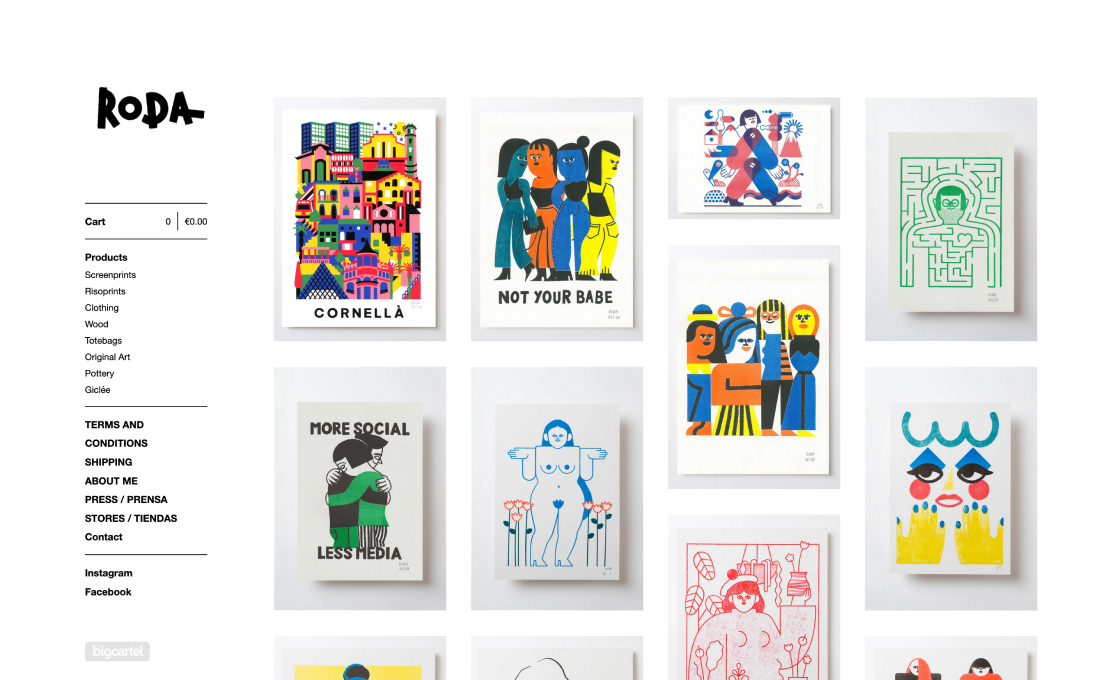 RODA
Cart 0 €0.00
Products
Screenprints
Risoprints
Clothing
Wood
Totebags
Original Art
Pottery
Giclée
TERMS AND
CONDITIONS
SHIPPING
ABOUT ME
PRESS / PRENSA
STORES / TIENDAS
Contact
Instagram
Facebook
bigcartel
CORNELLÀ
NOT YOUR BABE
MORE SOCIAL
LESS MEDIA